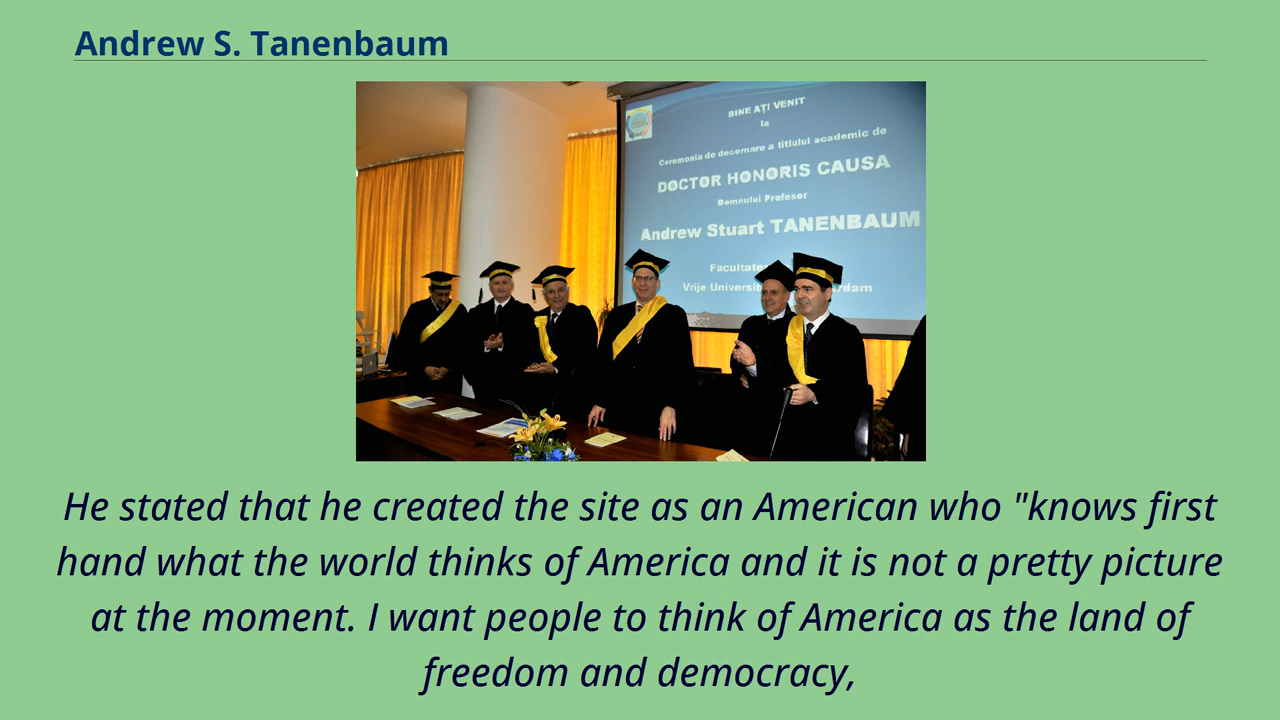 Andrew S. Tanenbaum
BINE AȚI VENIT
la
Ceremonia de decernare a titlului academic de
DOCTOR HONORIS CAUSA
Domnului Profesor
Andrew Stuart TANENBAUM
Facultatea
Vrije Universit
He stated that he created the site as an American who "knows first
hand what the world thinks of America and it is not a pretty picture
at the moment. I want people to think of America as the land of
freedom and democracy,